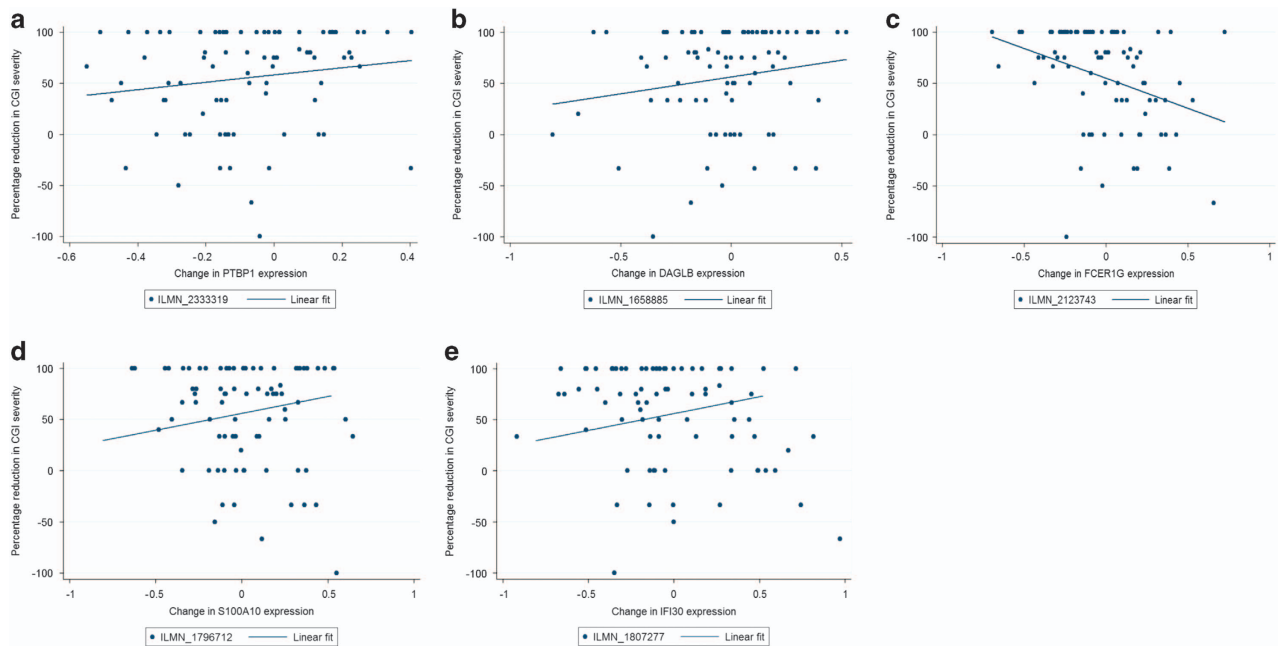 a
Percentage reduction in CGI severity
100
50
0
-50
-100
-0.6
-0.4
-0.2
0
0.2
0.4
Change in PTBP1 expression
ILMN_2333319
Linear fit
b
Percentage reduction in CGI severity
100
50
0
-50
-100
-1
-0.5
0
0.5
Change in DAGLB expression
ILMN_1658885
Linear fit
c
Percentage reduction in CGI severity
100
50
0
-50
-100
-1
-0.5
0
0.5
1
Change in FCER1G expression
ILMN_2123743
Linear fit
d
Percentage reduction in CGI severity
100
50
0
-50
-100
-1
-0.5
0
0.5
1
Change in S100A10 expression
ILMN_1796712
Linear fit
e
Percentage reduction in CGI severity
100
50
0
-50
-100
-1
-0.5
0
0.5
1
Change in IFI30 expression
ILMN_1807277
Linear fit